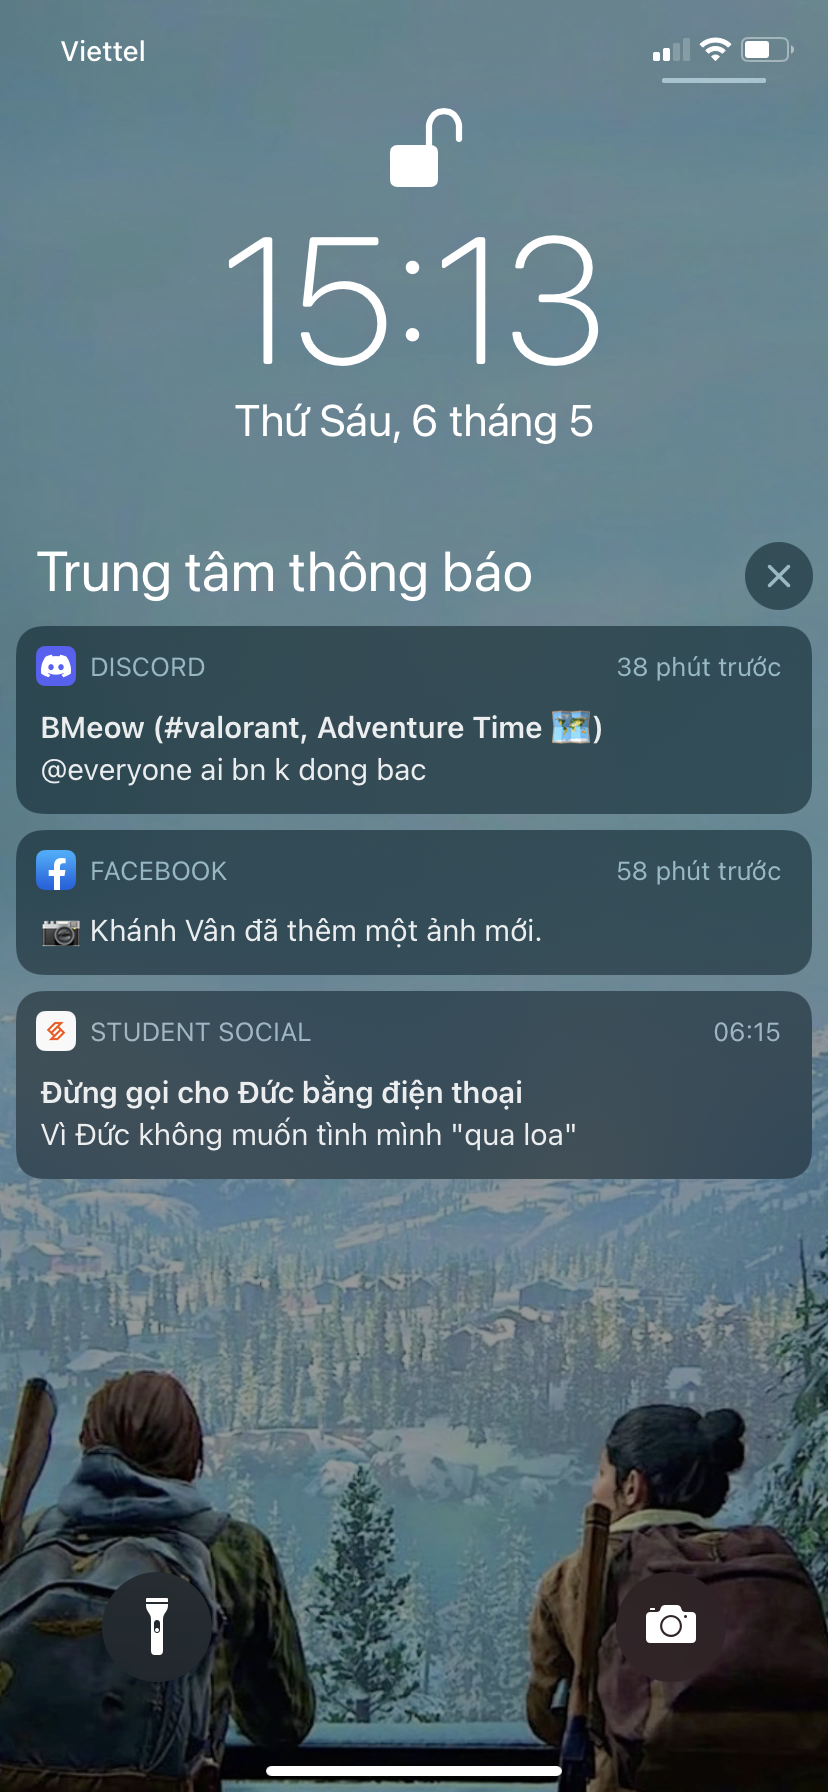 Viettel
15:13
Thứ Sáu, 6 tháng 5
Trung tâm thông báo
DISCORD 38 phút trước
BMeow (#valorant, Adventure Time 🗺️)
@everyone ai bn k dong bac
FACEBOOK 58 phút trước
📷 Khánh Vân đã thêm một ảnh mới.
STUDENT SOCIAL 06:15
Đừng gọi cho Đức bằng điện thoại
Vì Đức không muốn tình mình "qua loa"